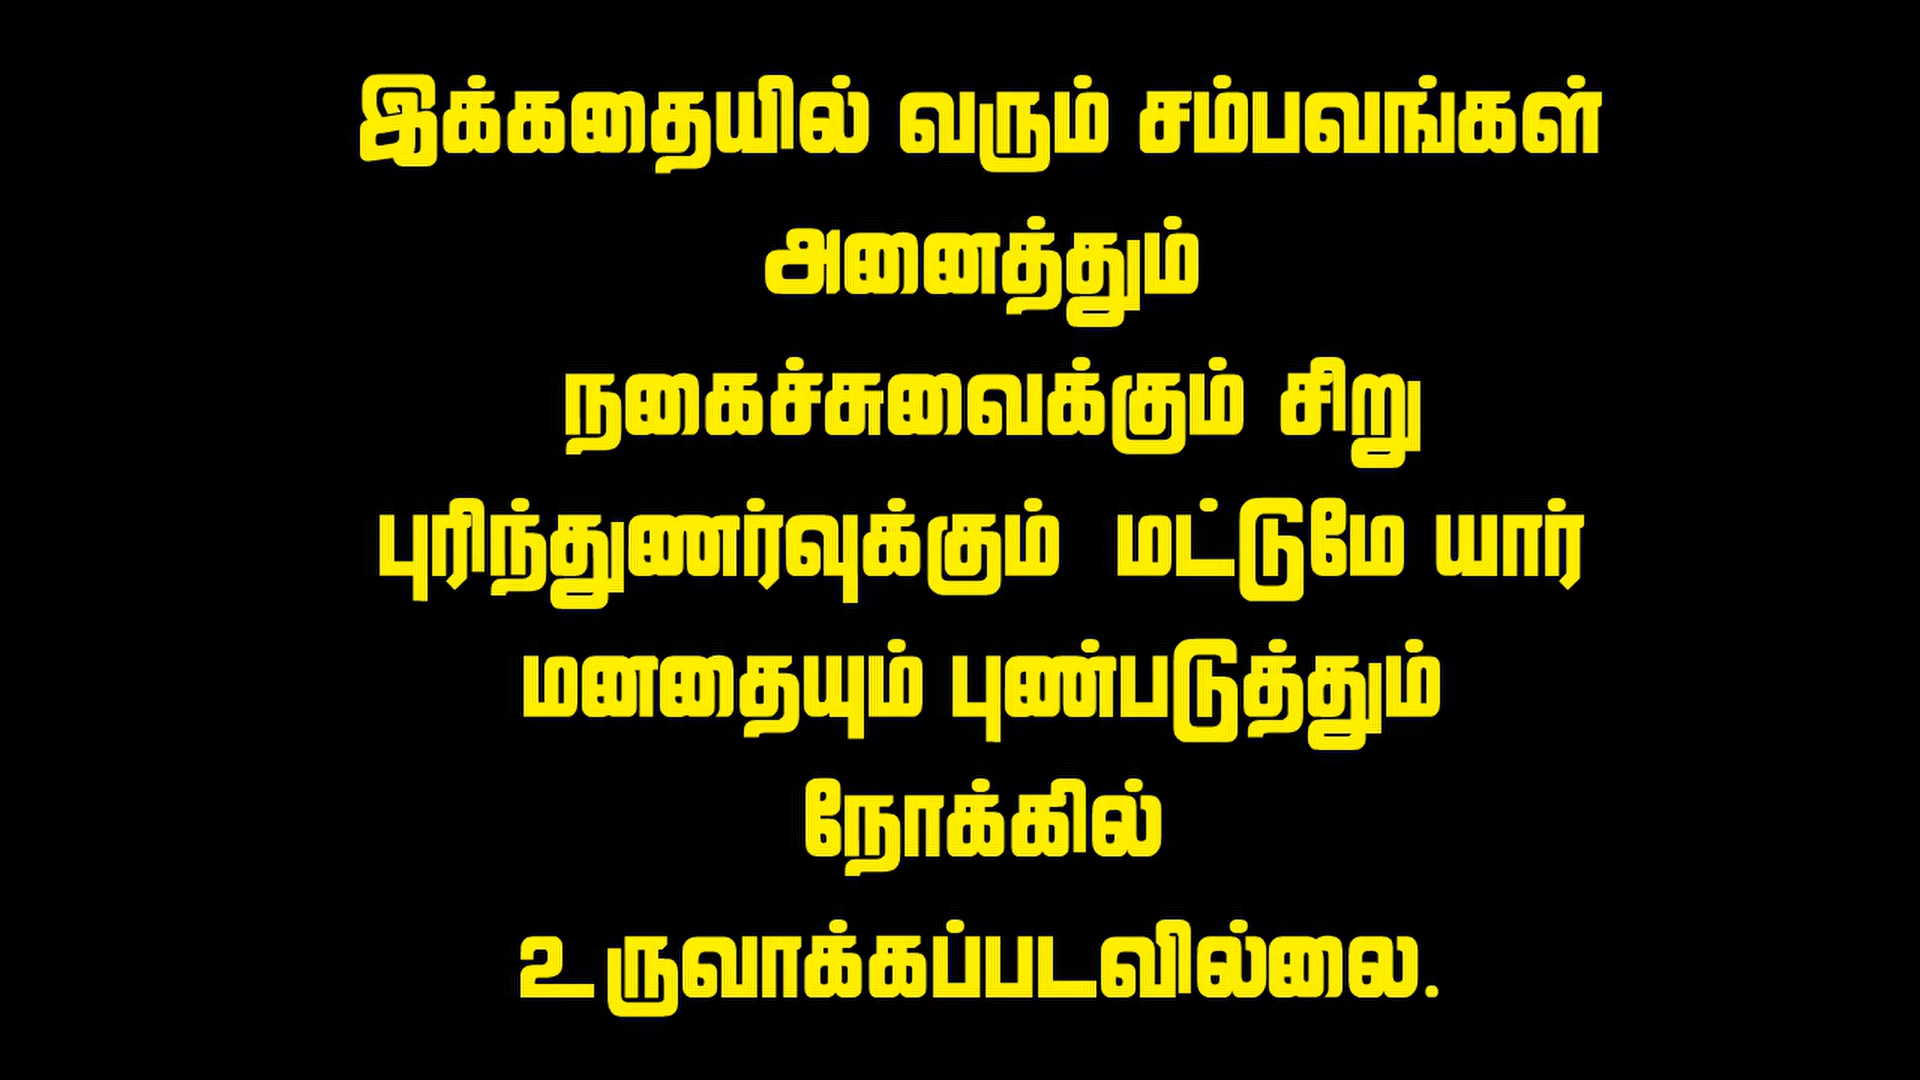 இக்கதையில் வரும் சம்பவங்கள்
அனைத்தும்
நகைச்சுவைக்கும் சிறு
புரிந்துணர்வுக்கும் மட்டுமே யார்
மனதையும் புண்படுத்தும்
நோக்கில்
உருவாக்கப்படவில்லை.